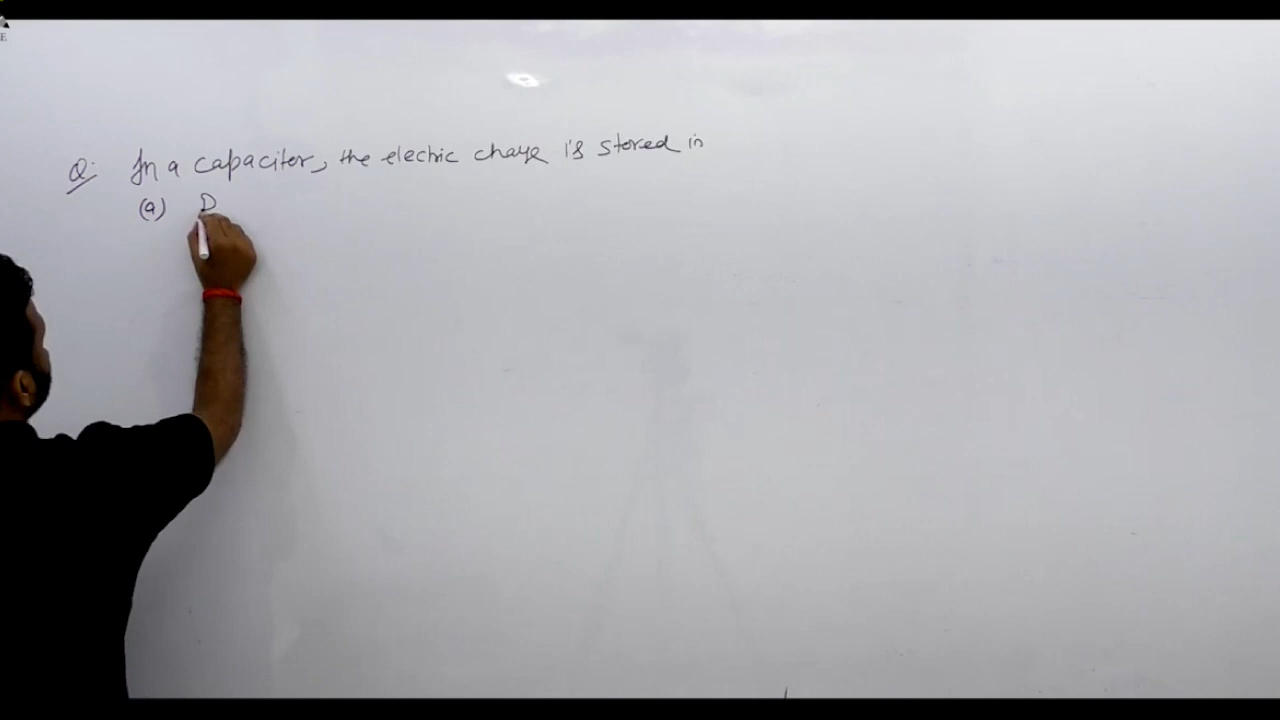 Q: In a capacitor, the electric charge is stored in
(a) D